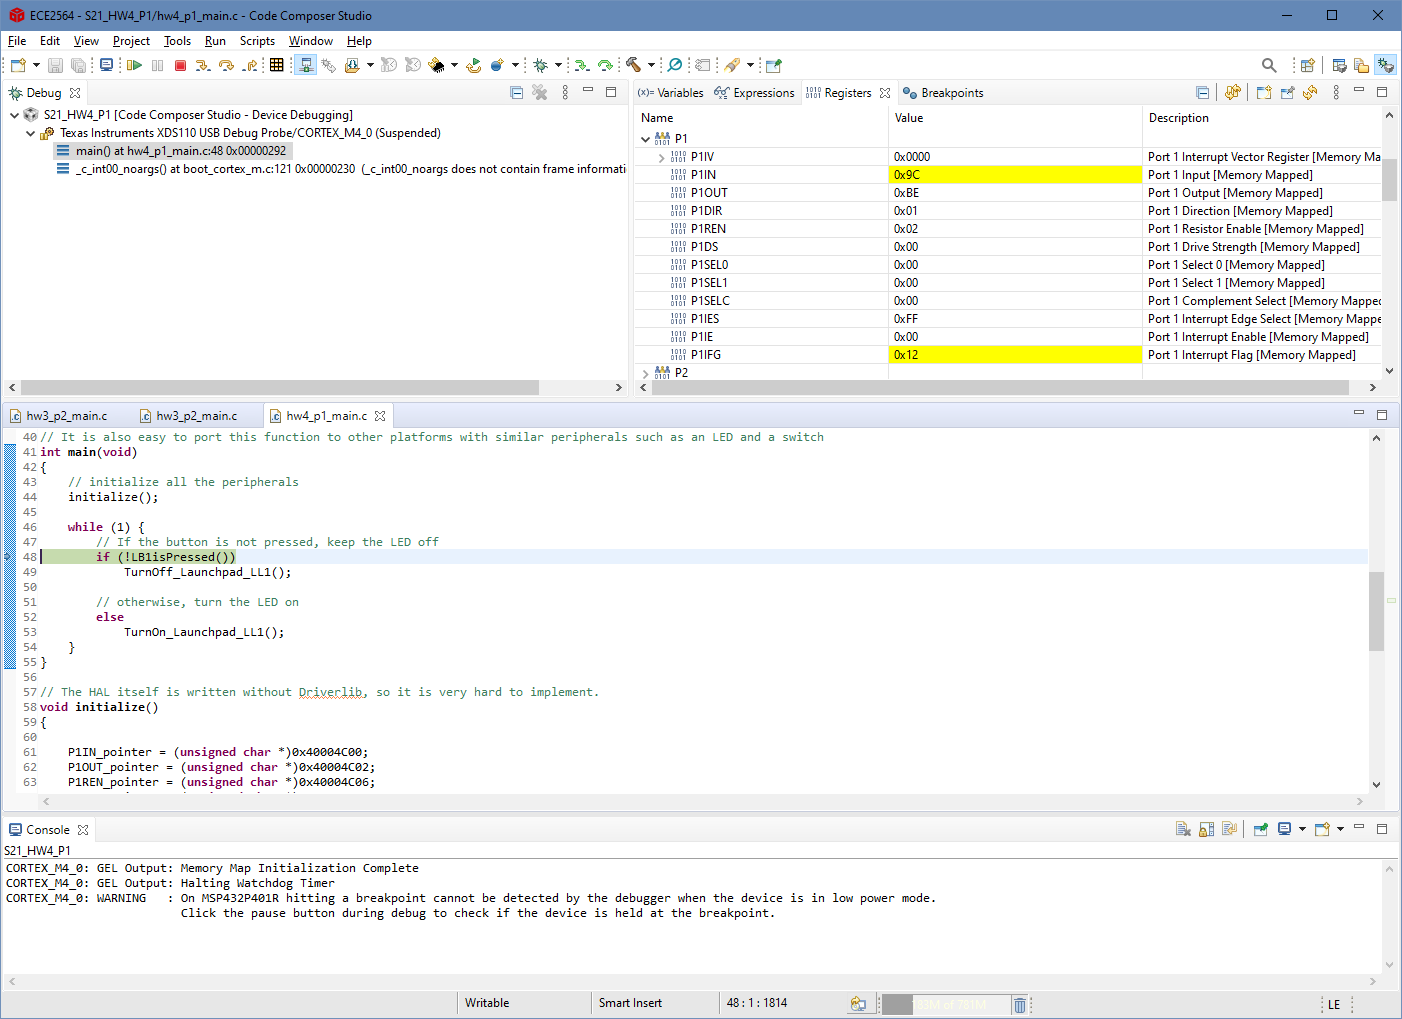 ECE2564 - S21_HW4_P1/hw4_p1_main.c - Code Composer Studio
File Edit View Project Tools Run Scripts Window Help
Debug
S21_HW4_P1 [Code Composer Studio - Device Debugging]
Texas Instruments XDS110 USB Debug Probe/CORTEX_M4_0 (Suspended)
main() at hw4_p1_main.c:48 0x00000292
_c_int00_noargs() at boot_cortex_m.c:121 0x00000230 (_c_int00_noargs does not contain frame informati
(x)= Variables Expressions Registers Breakpoints
Name Value Description
P1
P1IV 0x0000 Port 1 Interrupt Vector Register [Memory Ma
P1IN 0x9C Port 1 Input [Memory Mapped]
P1OUT 0xBE Port 1 Output [Memory Mapped]
P1DIR 0x01 Port 1 Direction [Memory Mapped]
P1REN 0x02 Port 1 Resistor Enable [Memory Mapped]
P1DS 0x00 Port 1 Drive Strength [Memory Mapped]
P1SEL0 0x00 Port 1 Select 0 [Memory Mapped]
P1SEL1 0x00 Port 1 Select 1 [Memory Mapped]
P1SELC 0x00 Port 1 Complement Select [Memory Mapped
P1IES 0xFF Port 1 Interrupt Edge Select [Memory Mappe
P1IE 0x00 Port 1 Interrupt Enable [Memory Mapped]
P1IFG 0x12 Port 1 Interrupt Flag [Memory Mapped]
P2
hw3_p2_main.c hw3_p2_main.c hw4_p1_main.c
40 // It is also easy to port this function to other platforms with similar peripherals such as an LED and a switch
41 int main(void)
42 {
43 // initialize all the peripherals
44 initialize();
45
46 while (1) {
47 // If the button is not pressed, keep the LED off
48 if (!LB1isPressed())
49 TurnOff_Launchpad_LL1();
50
51 // otherwise, turn the LED on
52 else
53 TurnOn_Launchpad_LL1();
54 }
55 }
56
57 // The HAL itself is written without Driverlib, so it is very hard to implement.
58 void initialize()
59 {
60
61 P1IN_pointer = (unsigned char *)0x40004C00;
62 P1OUT_pointer = (unsigned char *)0x40004C02;
63 P1REN_pointer = (unsigned char *)0x40004C06;
Console
S21_HW4_P1
CORTEX_M4_0: GEL Output: Memory Map Initialization Complete
CORTEX_M4_0: GEL Output: Halting Watchdog Timer
CORTEX_M4_0: WARNING : On MSP432P401R hitting a breakpoint cannot be detected by the debugger when the device is in low power mode.
Click the pause button during debug to check if the device is held at the breakpoint.
Writable Smart Insert 48 : 1 : 1814 LE